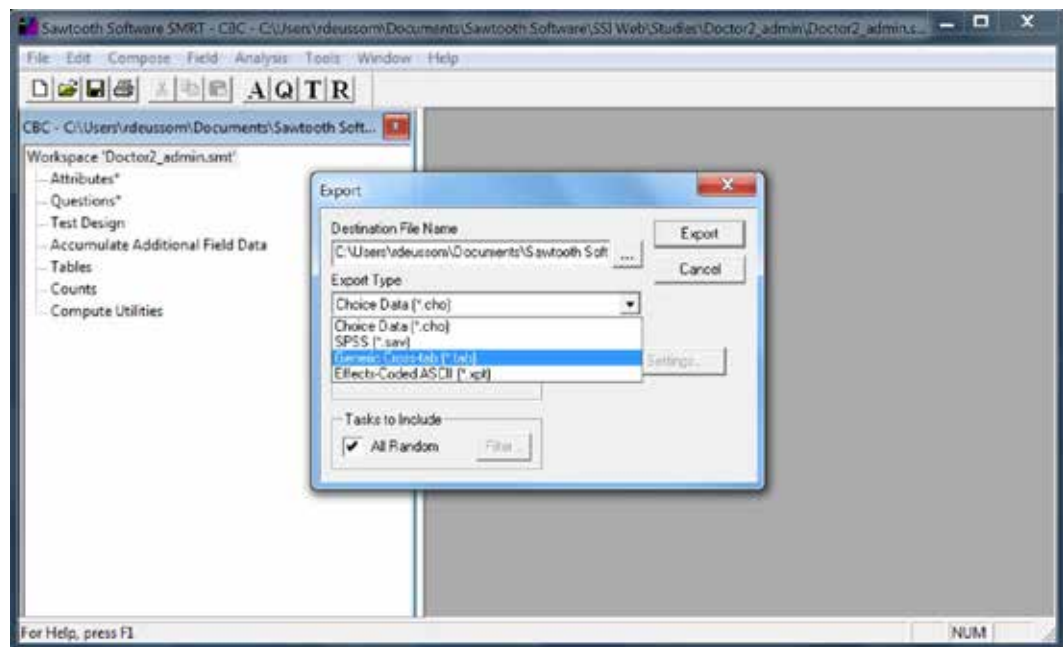 Sawtooth Software SMRT - CBC - C:\Users\rdeussom\Documents\Sawtooth Software\SSI Web\Studies\Doctor2_admin\Doctor2_admin.s...
File Edit Compose Field Analysis Tools Window Help
A Q T R
CBC - C:\Users\rdeussom\Documents\Sawtooth Soft...
Workspace 'Doctor2_admin.smt'
Attributes*
Questions*
Test Design
Accumulate Additional Field Data
Tables
Counts
Compute Utilities
Export
Destination File Name
C:\Users\rdeussom\Documents\Sawtooth Soft
...
Export
Cancel
Export Type
Choice Data (*.cho)
Choice Data (*.cho)
SPSS (*.sav)
Generic Cross-tab (*.tab)
Effects-Coded ASCII (*.xpt)
Settings...
Tasks to Include
All Random
Filter...
For Help, press F1
NUM